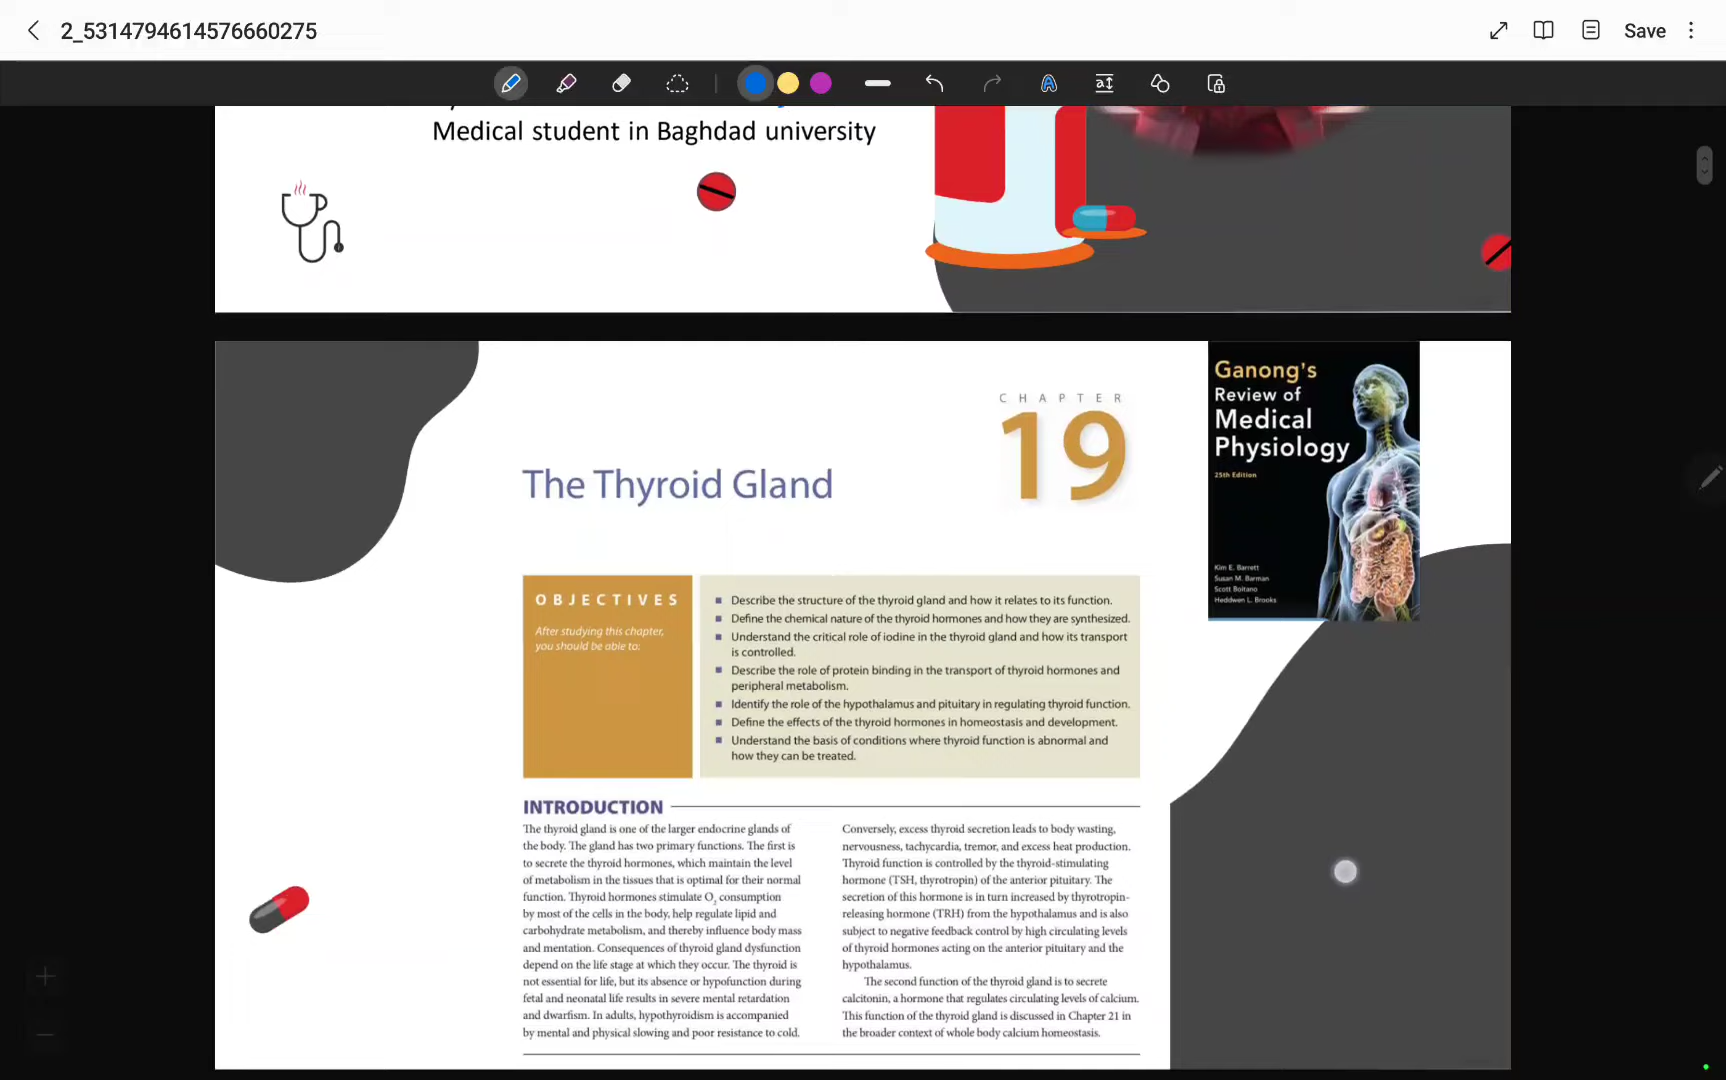 2_5314794614576660275
Save
Medical student in Baghdad university
CHAPTER
19
The Thyroid Gland
Ganong's
Review of
Medical
Physiology
25th Edition
Kim E. Barrett
Susan M. Barman
Scott Boitano
Heddwen L. Brooks
OBJECTIVES
After studying this chapter,
you should be able to:
■ Describe the structure of the thyroid gland and how it relates to its function.
■ Define the chemical nature of the thyroid hormones and how they are synthesized.
■ Understand the critical role of iodine in the thyroid gland and how its transport
is controlled.
■ Describe the role of protein binding in the transport of thyroid hormones and
peripheral metabolism.
■ Identify the role of the hypothalamus and pituitary in regulating thyroid function.
■ Define the effects of the thyroid hormones in homeostasis and development.
■ Understand the basis of conditions where thyroid function is abnormal and
how they can be treated.
INTRODUCTION
The thyroid gland is one of the larger endocrine glands of
the body. The gland has two primary functions. The first is
to secrete the thyroid hormones, which maintain the level
of metabolism in the tissues that is optimal for their normal
function. Thyroid hormones stimulate O₂ consumption
by most of the cells in the body, help regulate lipid and
carbohydrate metabolism, and thereby influence body mass
and mentation. Consequences of thyroid gland dysfunction
depend on the life stage at which they occur. The thyroid is
not essential for life, but its absence or hypofunction during
fetal and neonatal life results in severe mental retardation
and dwarfism. In adults, hypothyroidism is accompanied
by mental and physical slowing and poor resistance to cold.
Conversely, excess thyroid secretion leads to body wasting,
nervousness, tachycardia, tremor, and excess heat production.
Thyroid function is controlled by the thyroid-stimulating
hormone (TSH, thyrotropin) of the anterior pituitary. The
secretion of this hormone is in turn increased by thyrotropin-
releasing hormone (TRH) from the hypothalamus and is also
subject to negative feedback control by high circulating levels
of thyroid hormones acting on the anterior pituitary and the
hypothalamus.
The second function of the thyroid gland is to secrete
calcitonin, a hormone that regulates circulating levels of calcium.
This function of the thyroid gland is discussed in Chapter 21 in
the broader context of whole body calcium homeostasis.